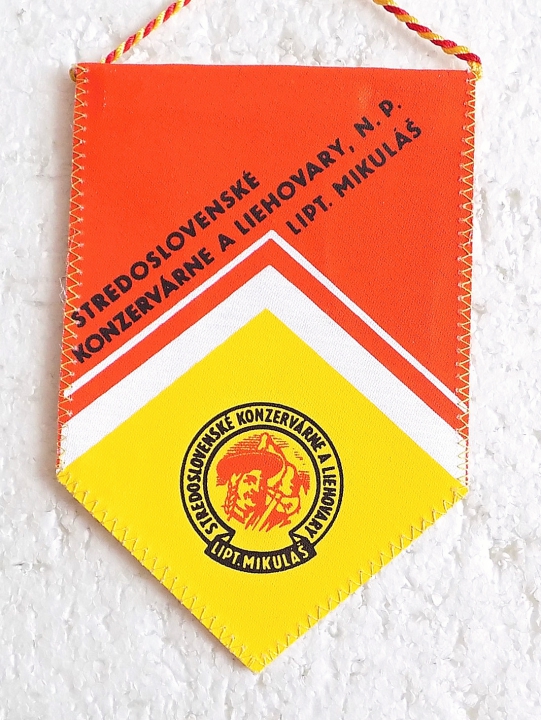 STREDOSLOVENSKÉ
KONZERVÁRNE A LIEHOVARY, N. P.
LIPT. MIKULÁŠ
STREDOSLOVENSKÉ KONZERVÁRNE A LIEHOVARY
LIPT. MIKULÁŠ